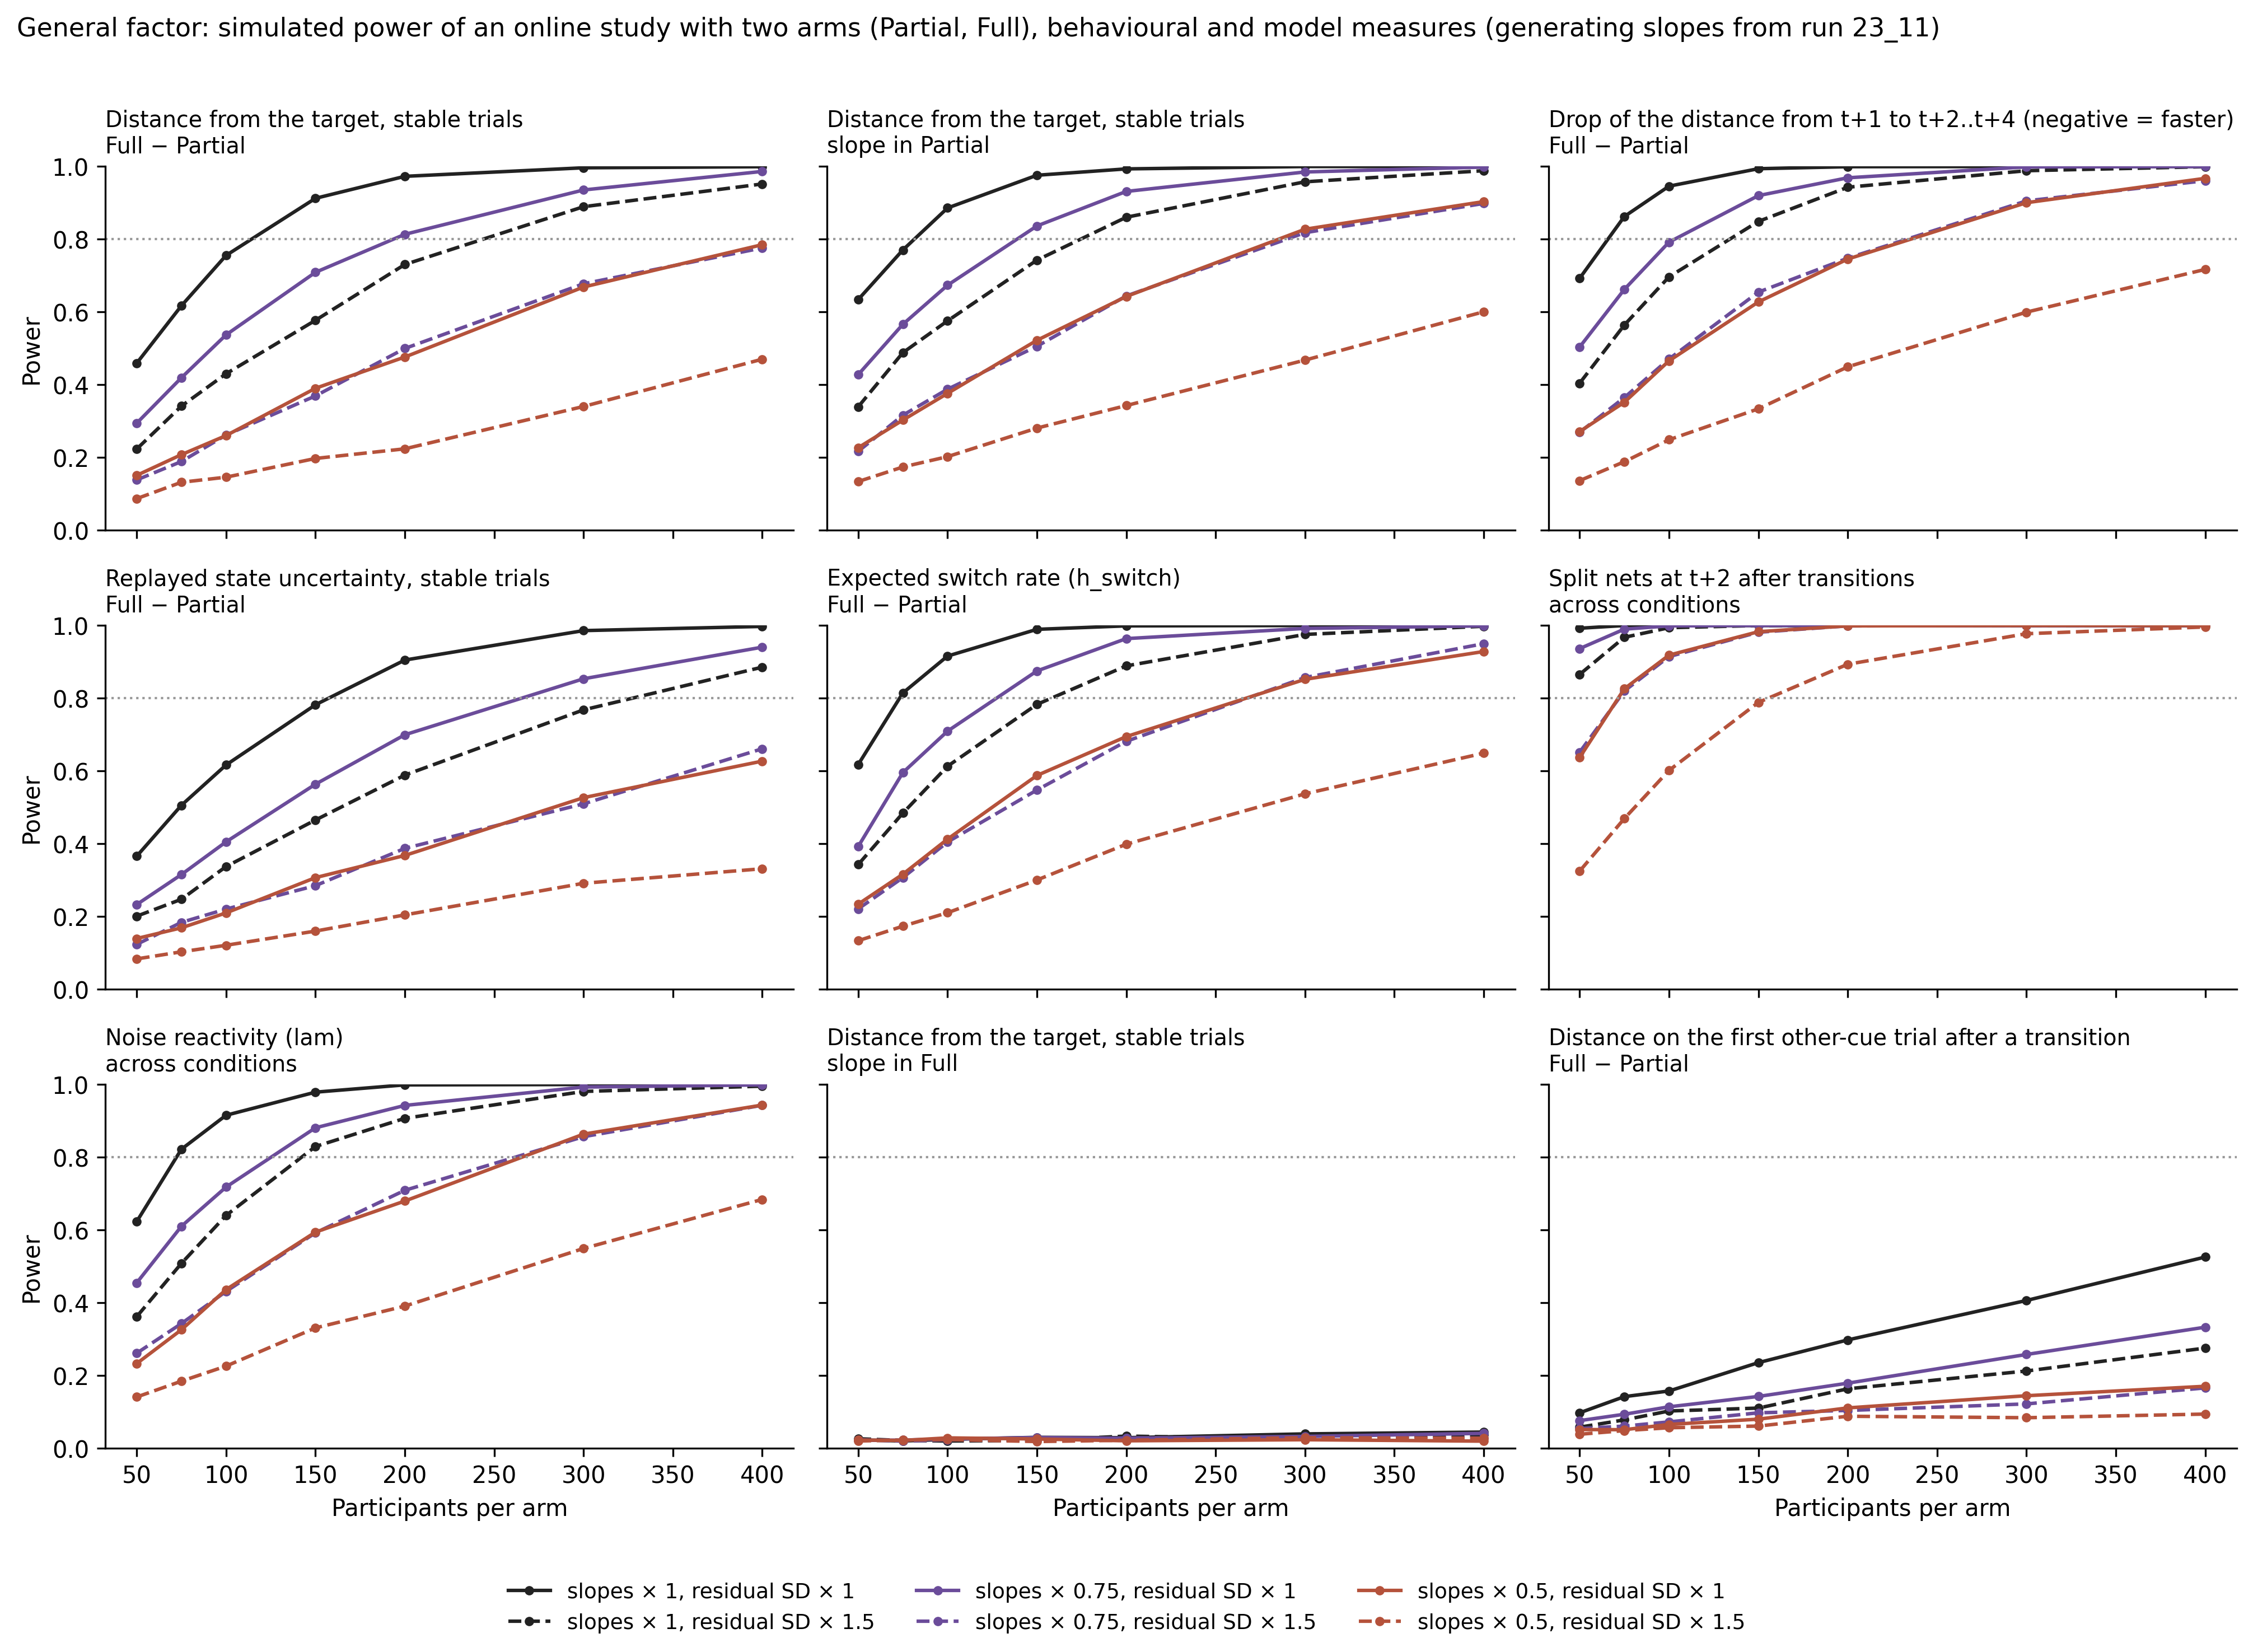 General factor: simulated power of an online study with two arms (Partial, Full), behavioural and model measures (generating slopes from run 23_11)
Distance from the target, stable trials
Full − Partial
Distance from the target, stable trials
slope in Partial
Drop of the distance from t+1 to t+2..t+4 (negative = faster)
Full − Partial
1.0
0.8
0.6
0.4
0.2
0.0
Power
Replayed state uncertainty, stable trials
Full − Partial
Expected switch rate (h_switch)
Full − Partial
Split nets at t+2 after transitions
across conditions
1.0
0.8
0.6
0.4
0.2
0.0
Power
Noise reactivity (lam)
across conditions
Distance from the target, stable trials
slope in Full
Distance on the first other-cue trial after a transition
Full − Partial
1.0
0.8
0.6
0.4
0.2
0.0
Power
50 100 150 200 250 300 350 400
50 100 150 200 250 300 350 400
50 100 150 200 250 300 350 400
Participants per arm
Participants per arm
Participants per arm
slopes × 1, residual SD × 1
slopes × 0.75, residual SD × 1
slopes × 0.5, residual SD × 1
slopes × 1, residual SD × 1.5
slopes × 0.75, residual SD × 1.5
slopes × 0.5, residual SD × 1.5